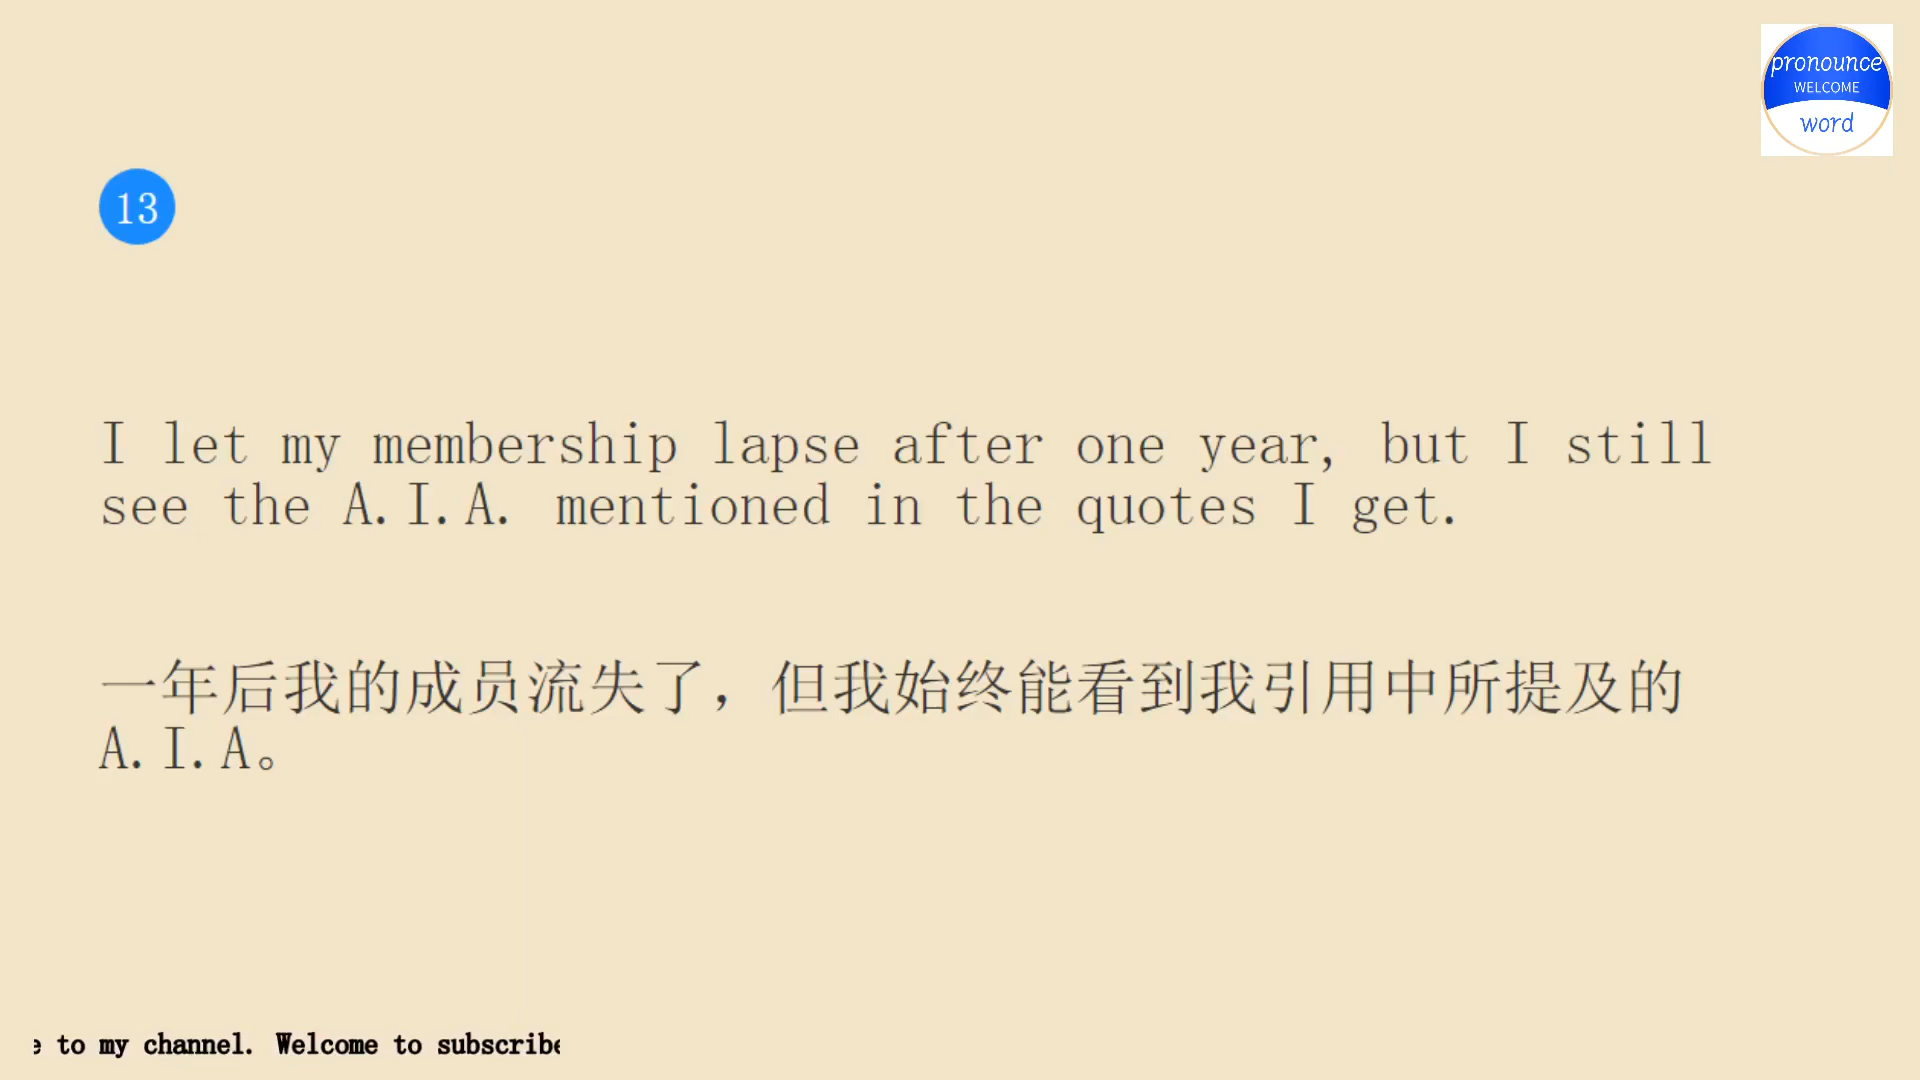 pronounce
WELCOME
word
13
I let my membership lapse after one year, but I still
see the A.I.A. mentioned in the quotes I get.
一年后我的成员流失了，但我始终能看到我引用中所提及的
A.I.A。
to my channel. Welcome to subscribe